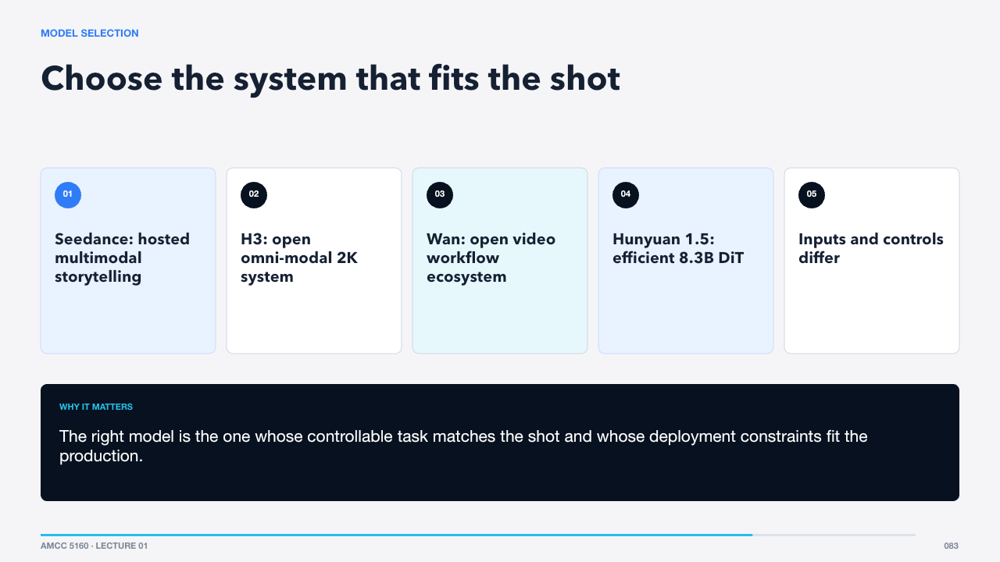 MODEL SELECTION
Choose the system that fits the shot
01
Seedance: hosted
multimodal
storytelling
02
H3: open
omni-modal 2K
system
03
Wan: open video
workflow
ecosystem
04
Hunyuan 1.5:
efficient 8.3B DiT
05
Inputs and controls
differ
WHY IT MATTERS
The right model is the one whose controllable task matches the shot and whose deployment constraints fit the
production.
AMCC 5160 · LECTURE 01
083